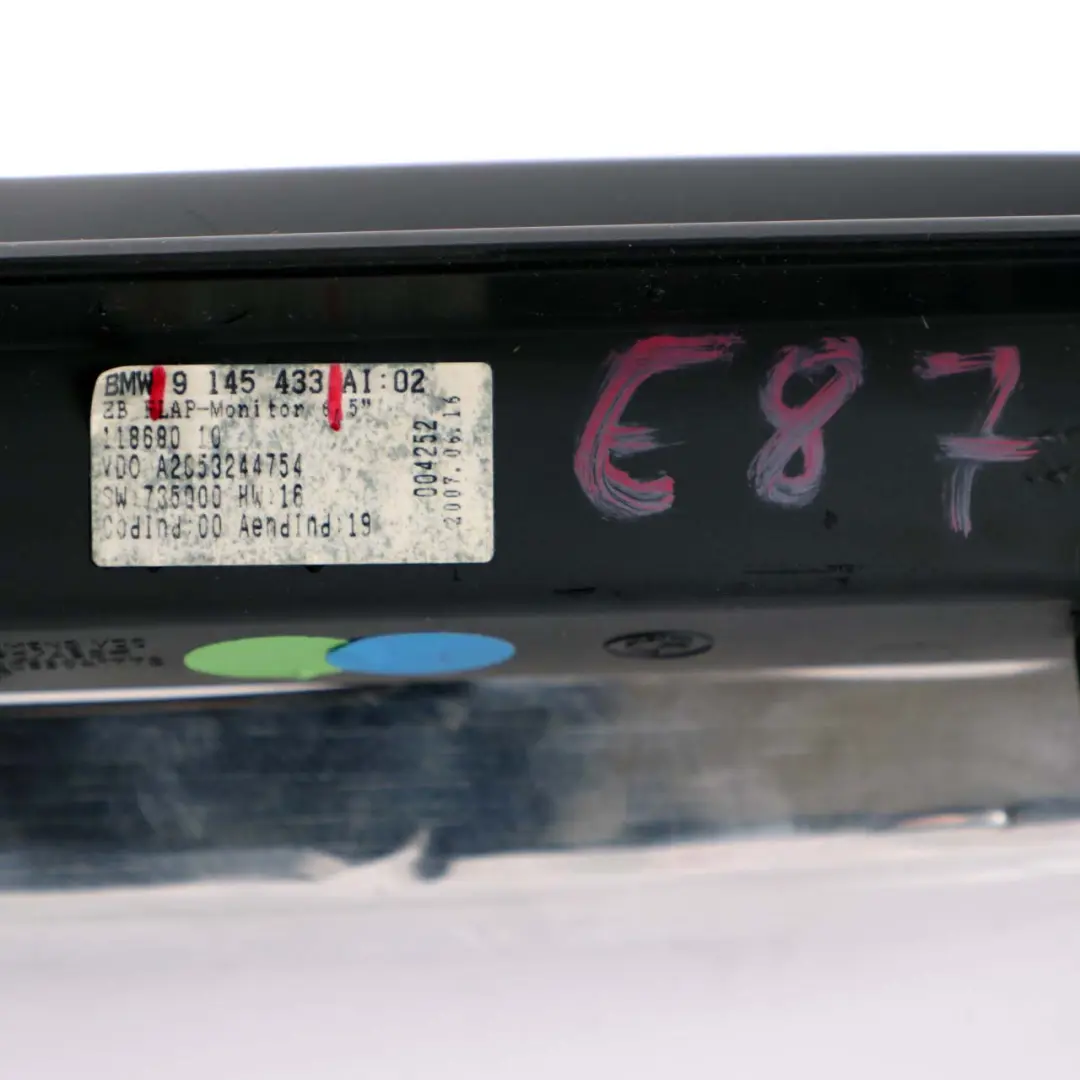 BMW 9 145 433 AI:02
ZB FLAP-Monitor 6,5"
118680 10
VDO A2C53244754
SW:735000 HW:16
CodInd:00 AendInd:19
004252
2007.06.16
E87